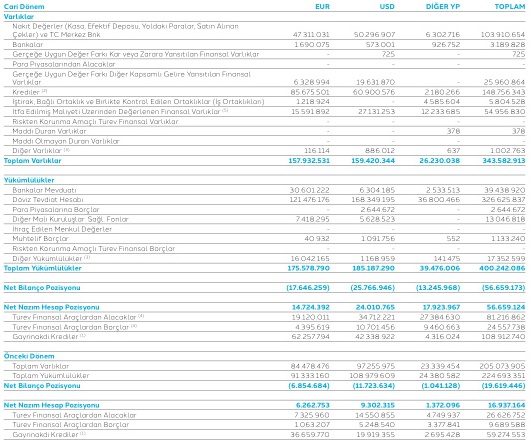 Cari Dönem EUR USD DİĞER YP TOPLAM
Varlıklar
Nakit Değerler (Kasa, Efektif Deposu, Yoldaki Paralar, Satın Alınan
Çekler) ve TC Merkez Bnk 47.311.031 50.296.907 6.302.716 103.910.654
Bankalar 1.690.075 573.001 926.752 3.189.828
Gerçeğe Uygun Değer Farkı Kar veya Zarara Yansıtılan Finansal Varlıklar - 725 - 725
Para Piyasalarından Alacaklar - - - -
Gerçeğe Uygun Değer Farkı Diğer Kapsamlı Gelire Yansıtılan Finansal
Varlıklar 6.328.994 19.631.870 - 25.960.864
Krediler 85.675.501 60.900.576 2.180.266 148.756.343
İştirak, Bağlı Ortaklık ve Birlikte Kontrol Edilen Ortaklıklar (İş Ortaklıkları) 1.218.924 - 4.585.604 5.804.528
İtfa Edilmiş Maliyeti Üzerinden Değerlenen Finansal Varlıklar 15.591.892 27.131.253 12.233.685 54.956.830
Riskten Korunma Amaçlı Türev Finansal Varlıklar - - - -
Maddi Duran Varlıklar - - 378 378
Maddi Olmayan Duran Varlıklar - - - -
Diğer Varlıklar 116.114 886.012 637 1.002.763
Toplam Varlıklar 157.932.531 159.420.344 26.230.038 343.582.913
Yükümlülükler
Bankalar Mevduatı 30.601.222 6.304.185 2.533.513 39.438.920
Döviz Tevdiat Hesabı 121.476.176 168.349.195 36.800.466 326.625.837
Para Piyasalarına Borçlar - 2.644.672 - 2.644.672
Diğer Mali Kuruluşlar Sağl. Fonlar 7.418.295 5.628.523 - 13.046.818
İhraç Edilen Menkul Değerler - - - -
Muhtelif Borçlar 40.932 1.091.756 552 1.133.240
Riskten Korunma Amaçlı Türev Finansal Borçlar - - - -
Diğer Yükümlülükler 16.042.165 1.168.959 141.475 17.352.599
Toplam Yükümlülükler 175.578.790 185.187.290 39.476.006 400.242.086
Net Bilanço Pozisyonu (17.646.259) (25.766.946) (13.245.968) (56.659.173)
Net Nazım Hesap Pozisyonu 14.724.392 24.010.765 17.923.967 56.659.124
Türev Finansal Araçlardan Alacaklar 19.120.011 34.712.221 27.384.630 81.216.862
Türev Finansal Araçlardan Borçlar 4.395.619 10.701.456 9.460.663 24.557.738
Gayrinakdi Krediler 62.257.794 42.338.922 4.316.024 108.912.740
Önceki Dönem
Toplam Varlıklar 84.478.476 97.255.975 23.339.454 205.073.905
Toplam Yükümlülükler 91.333.160 108.979.609 24.380.582 224.693.351
Net Bilanço Pozisyonu (6.854.684) (11.723.634) (1.041.128) (19.619.446)
Net Nazım Hesap Pozisyonu 6.262.753 9.302.315 1.372.096 16.937.164
Türev Finansal Araçlardan Alacaklar 7.325.960 14.550.855 4.749.937 26.626.752
Türev Finansal Araçlardan Borçlar 1.063.207 5.248.540 3.377.841 9.689.588
Gayrinakdi Krediler 36.659.770 19.919.355 2.695.428 59.274.553